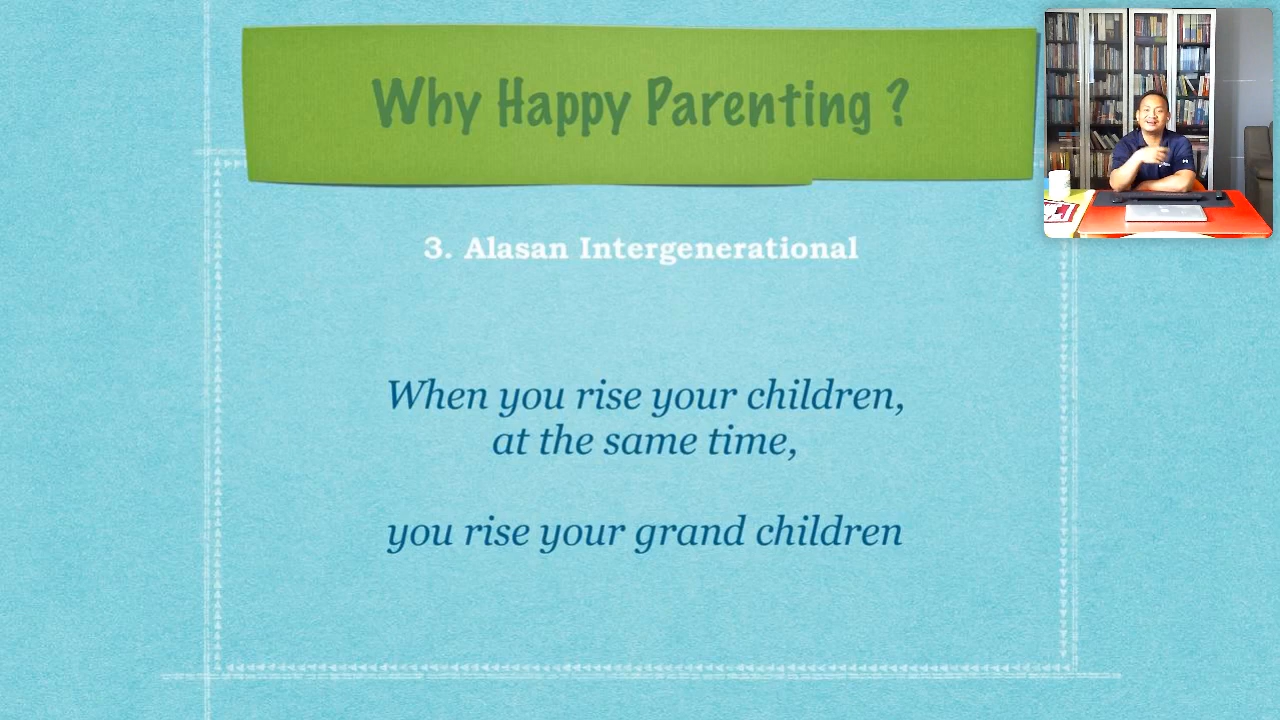 Why Happy Parenting ?
3. Alasan Intergenerational
When you rise your children,
at the same time,
you rise your grand children